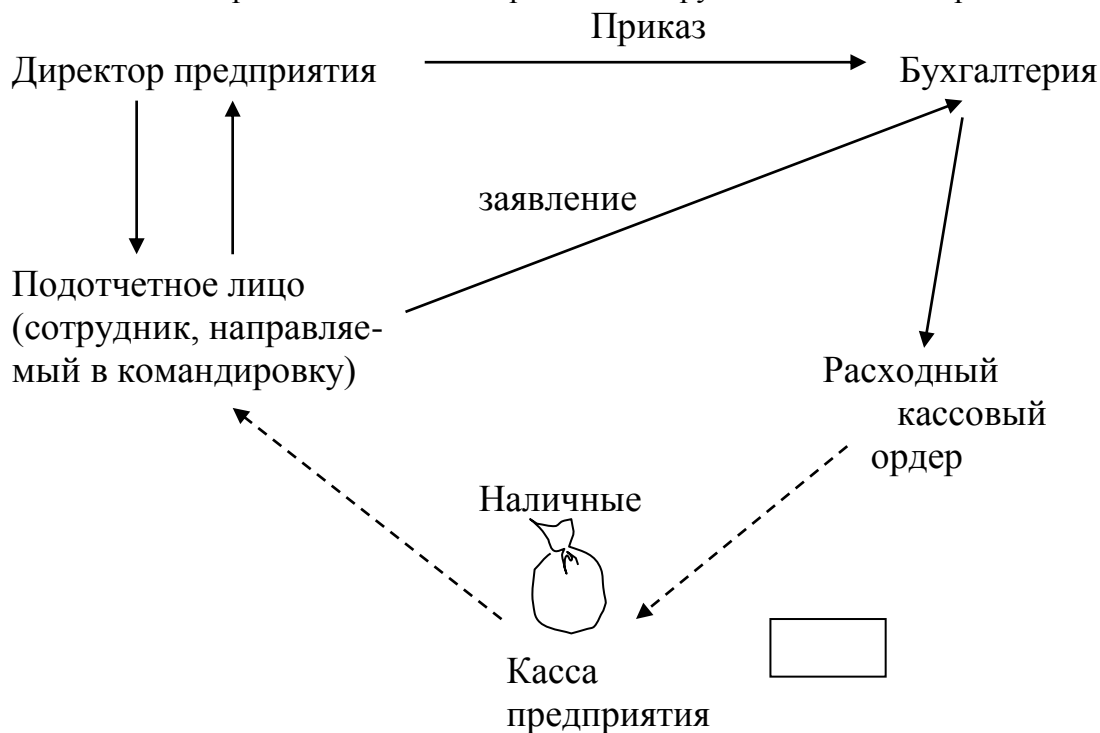 Приказ
Директор предприятия
Бухгалтерия
заявление
Подотчетное лицо
(сотрудник, направляе-
мый в командировку)
Расходный
кассовый
ордер
Наличные
Касса
предприятия